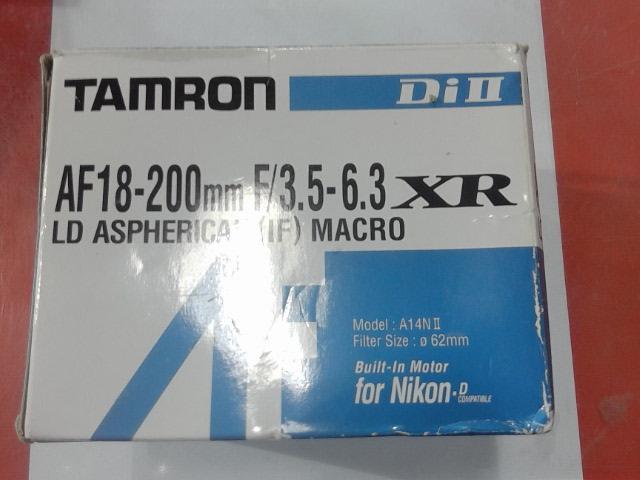 TAMRON Di II
AF18-200mm F/3.5-6.3 XR
LD ASPHERICAL (IF) MACRO
Model : A14N II
Filter Size : ø 62mm
Built-In Motor
for Nikon-D
COMPATIBLE